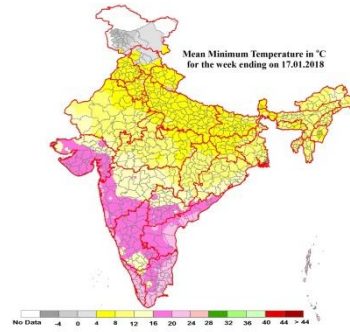 Mean Minimum Temperature in °C
for the week ending on 17.01.2018
No Data -4 0 4 8 12 16 20 24 28 32 36 40 44 > 44